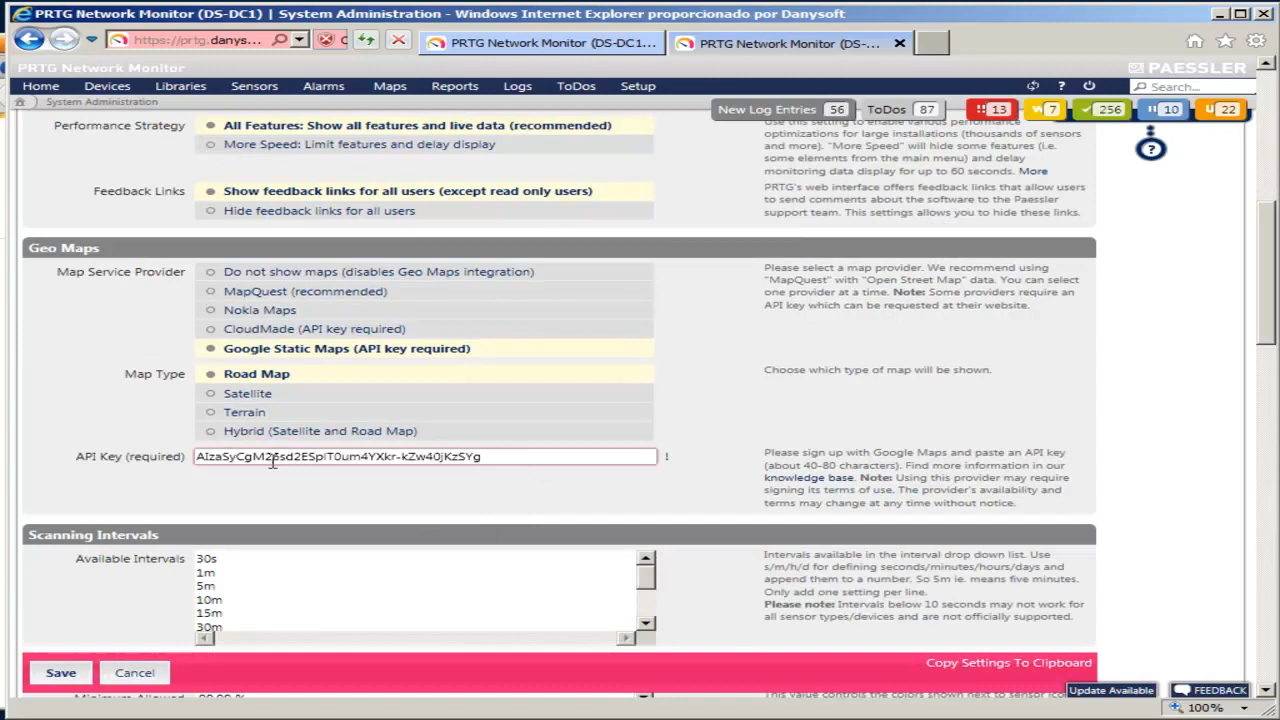 PRTG Network Monitor (DS-DC1) | System Administration - Windows Internet Explorer proporcionado por Danysoft
https://prtg.danys...
PRTG Network Monitor (DS-DC1...
PRTG Network Monitor (DS-...
PRTG Network Monitor
PAESSLER
Home Devices Libraries Sensors Alarms Maps Reports Logs ToDos Setup
Search...
System Administration
New Log Entries 56 ToDos 87 13 7 256 10 22
Performance Strategy
All Features: show all features and live data (recommended)
More Speed: Limit features and delay display
Use this setting to enable various performance
optimizations for large installations (thousands of sensors
and more). "More Speed" will hide some features (i.e.
some elements from the main menu) and delay
monitoring data display for up to 60 seconds. More
Feedback Links
Show feedback links for all users (except read only users)
Hide feedback links for all users
PRTG's web interface offers feedback links that allow users
to send comments about the software to the Paessler
support team. This settings allows you to hide these links.
Geo Maps
Map Service Provider
Do not show maps (disables Geo Maps integration)
MapQuest (recommended)
Nokia Maps
CloudMade (API key required)
Google Static Maps (API key required)
Please select a map provider. We recommend using
"MapQuest" with "Open Street Map" data. You can select
one provider at a time. Note: Some providers require an
API key which can be requested at their website.
Map Type
Road Map
Satellite
Terrain
Hybrid (Satellite and Road Map)
Choose which type of map will be shown.
API Key (required)
!
Please sign up with Google Maps and paste an API key
(about 40-80 characters). Find more information in our
knowledge base. Note: Using this provider may require
signing its terms of use. The provider's availability and
terms may change at any time without notice.
Scanning Intervals
Available Intervals
30s
1m
5m
10m
15m
30m
Intervals available in the interval drop down list. Use
s/m/h/d for defining seconds/minutes/hours/days and
append them to a number. So 5m ie. means five minutes.
Only add one setting per line.
Please note: Intervals below 10 seconds may not work for
all sensor types/devices and are not officially supported.
Save Cancel
Copy Settings To Clipboard
Update Available
FEEDBACK
100%